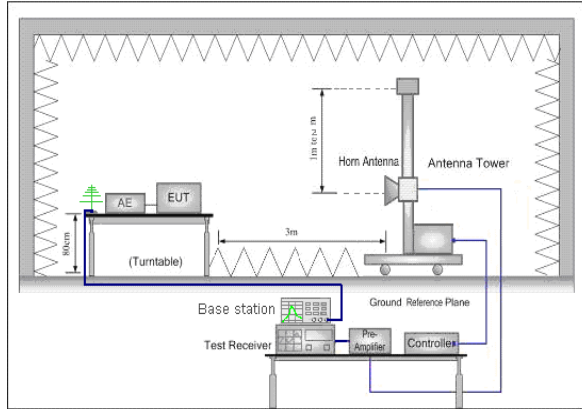 1m to 2 m
Horn Antenna
Antenna Tower
AE
EUT
3m
80cm
(Turntable)
Ground Reference Plane
Base station
Test Receiver
Pre-
Amplifier
Controller